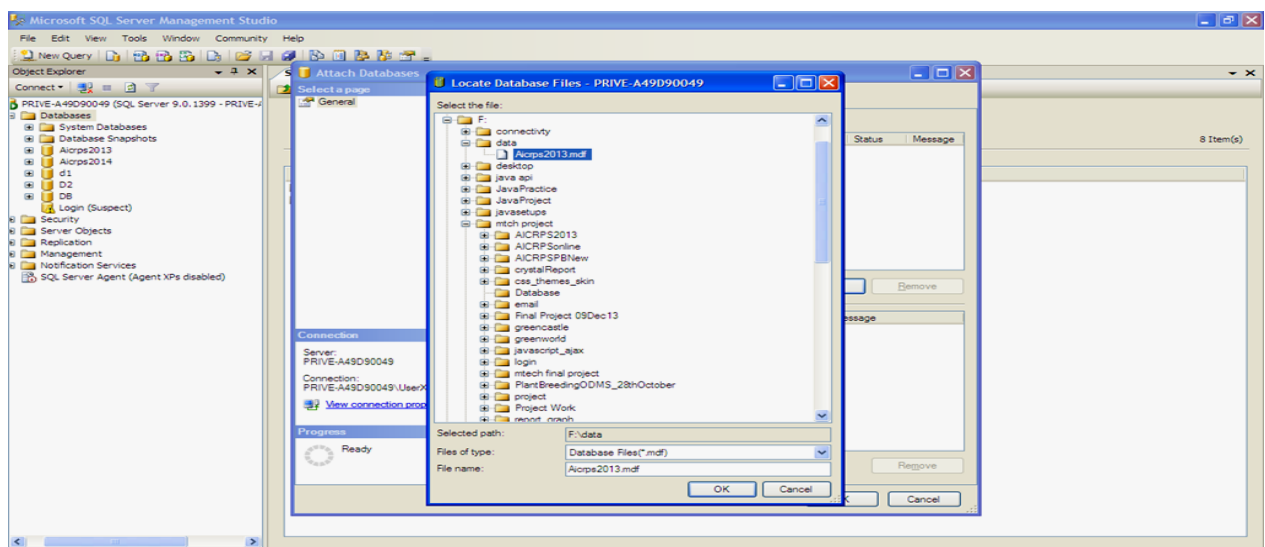 Microsoft SQL Server Management Studio
File Edit View Tools Window Community Help
New Query
Object Explorer
Connect
PRIVE-A49D90049 (SQL Server 9.0.1399 - PRIVE-
Databases
System Databases
Database Snapshots
Aicrps2013
Aicrps2014
d1
D2
DB
Login (Suspect)
Security
Server Objects
Replication
Management
Notification Services
SQL Server Agent (Agent XPs disabled)
S
8 Item(s)
Attach Databases
Select a page
General
Status Message
Remove
essage
Connection
Server:
PRIVE-A49D90049
Connection:
PRIVE-A49D90049\UserX
View connection prop
Progress
Ready
Remove
K
Cancel
Locate Database Files - PRIVE-A49D90049
Select the file:
F:
connectivty
data
Aicrps2013.mdf
desktop
java api
JavaPractice
JavaProject
javasetups
mtch project
AICRPS2013
AICRPSonline
AICRPSPBNew
crystalReport
css_themes_skin
Database
email
Final Project 09Dec13
greencastle
greenworld
javascript_ajax
login
mtech final project
PlantBreedingODMS_28thOctober
project
Project Work
report_graph
Selected path: F:\data
Files of type: Database Files(*.mdf)
File name: Aicrps2013.mdf
OK Cancel